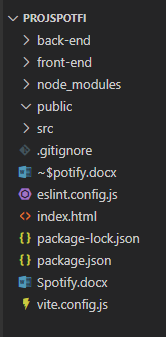 PROJSPOTFI
back-end
front-end
node_modules
public
src
.gitignore
~$potify.docx
eslint.config.js
index.html
package-lock.json
package.json
Spotify.docx
vite.config.js